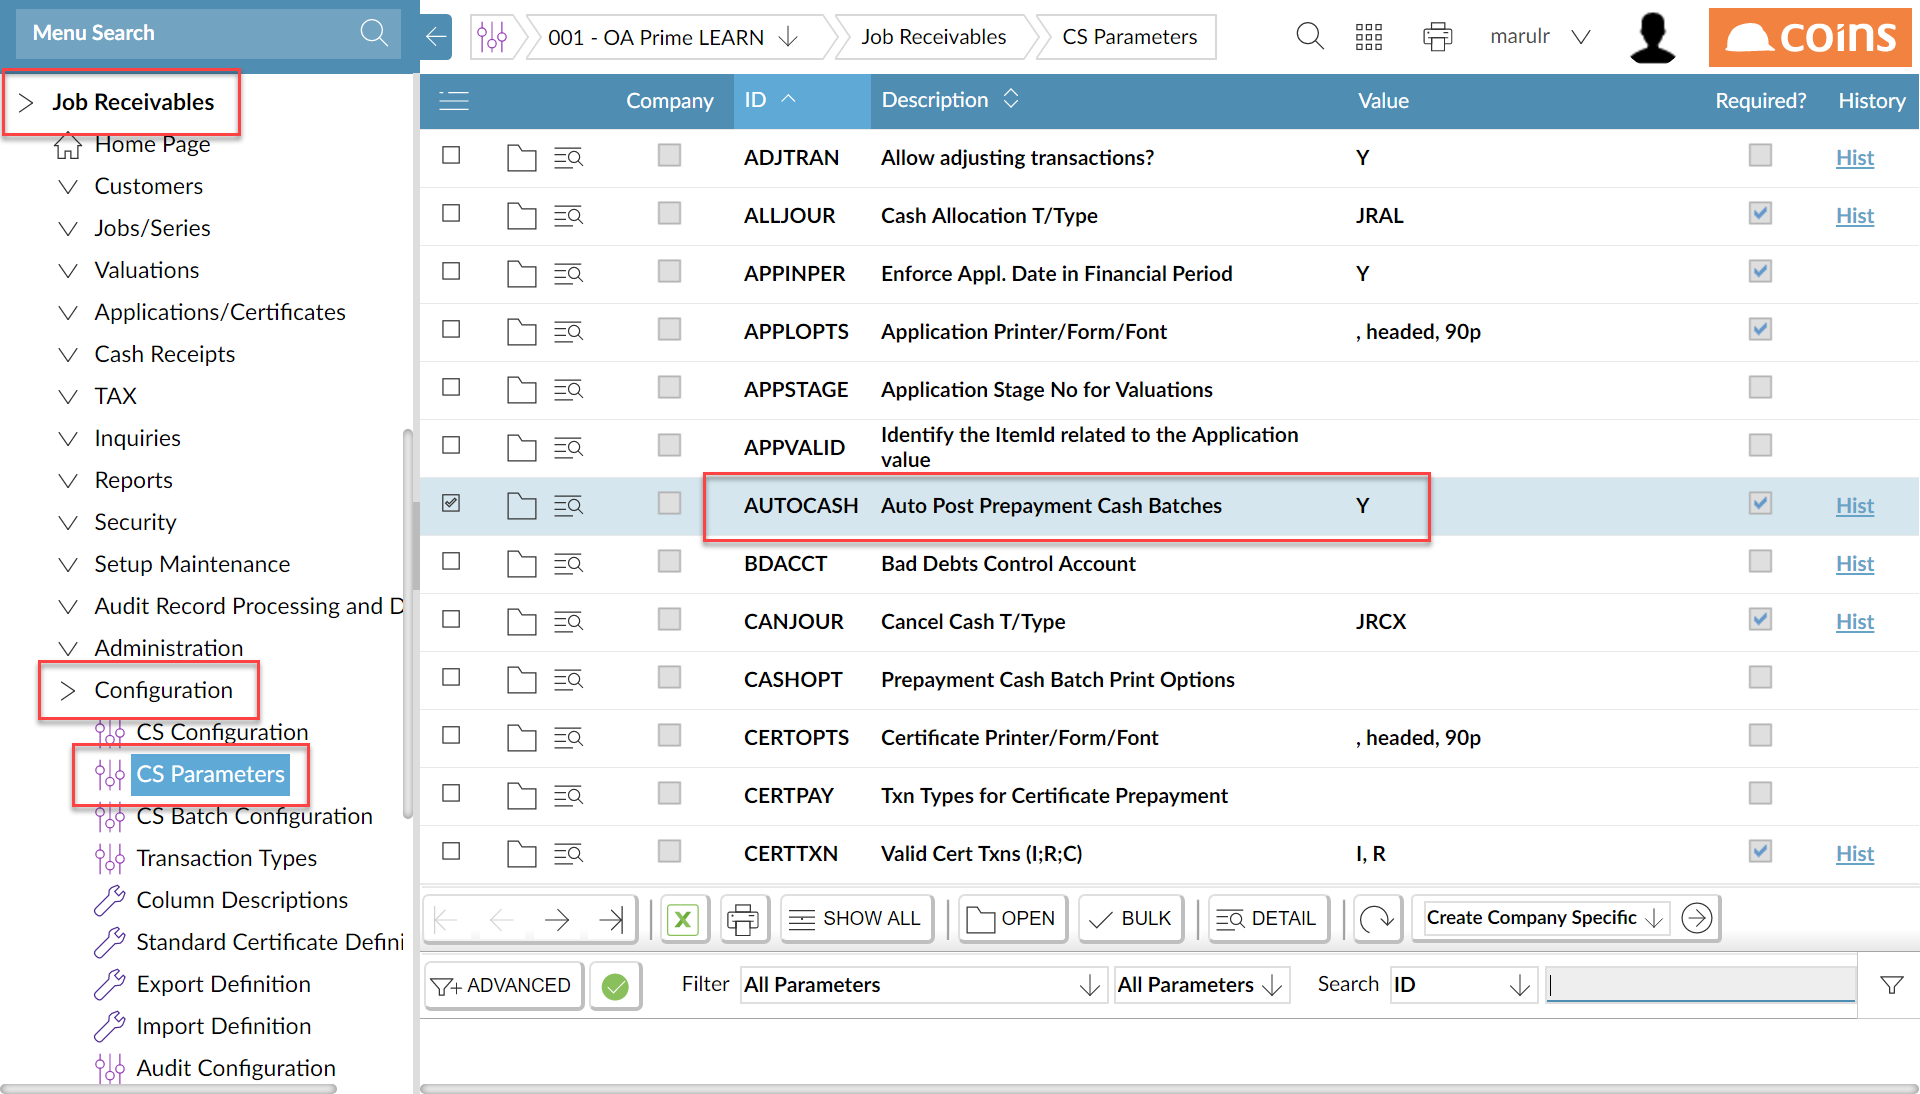 Menu Search
001 - OA Prime LEARN
Job Receivables
CS Parameters
marulr
coins
Job Receivables
Home Page
Customers
Jobs/Series
Valuations
Applications/Certificates
Cash Receipts
TAX
Inquiries
Reports
Security
Setup Maintenance
Audit Record Processing and D
Administration
Configuration
CS Configuration
CS Parameters
CS Batch Configuration
Transaction Types
Column Descriptions
Standard Certificate Defini
Export Definition
Import Definition
Audit Configuration
Company ID Description Value Required? History
ADJTRAN Allow adjusting transactions? Y Hist
ALLJOUR Cash Allocation T/Type JRAL Hist
APPINPER Enforce Appl. Date in Financial Period Y
APPLOPTS Application Printer/Form/Font , headed, 90p
APPSTAGE Application Stage No for Valuations
APPVALID Identify the ItemId related to the Application
value
AUTOCASH Auto Post Prepayment Cash Batches Y Hist
BDACCT Bad Debts Control Account Hist
CANJOUR Cancel Cash T/Type JRCX Hist
CASHOPT Prepayment Cash Batch Print Options
CERTOPTS Certificate Printer/Form/Font , headed, 90p
CERTPAY Txn Types for Certificate Prepayment
CERTTXN Valid Cert Txns (I;R;C) I, R Hist
X SHOW ALL OPEN BULK DETAIL Create Company Specific
ADVANCED Filter All Parameters All Parameters Search ID